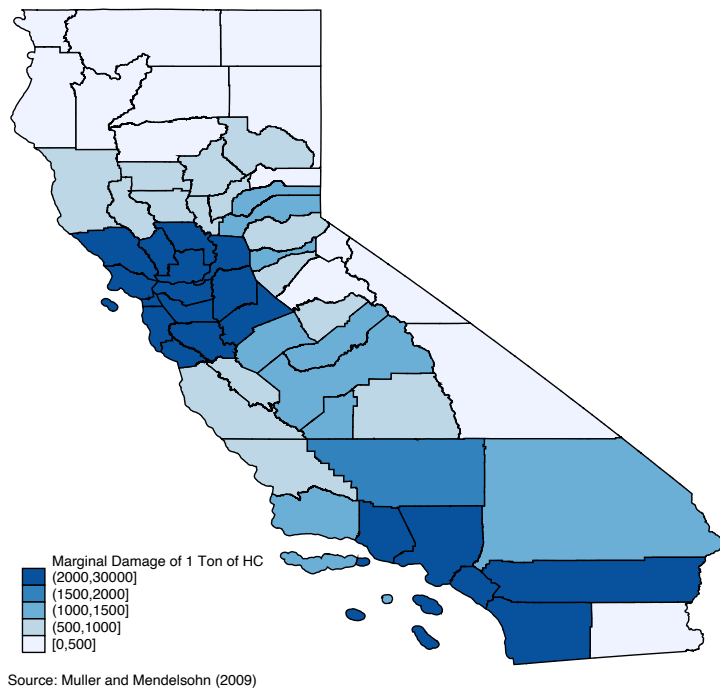 Marginal Damage of 1 Ton of HC
(2000,30000]
(1500,2000]
(1000,1500]
(500,1000]
[0,500]
Source: Muller and Mendelsohn (2009)